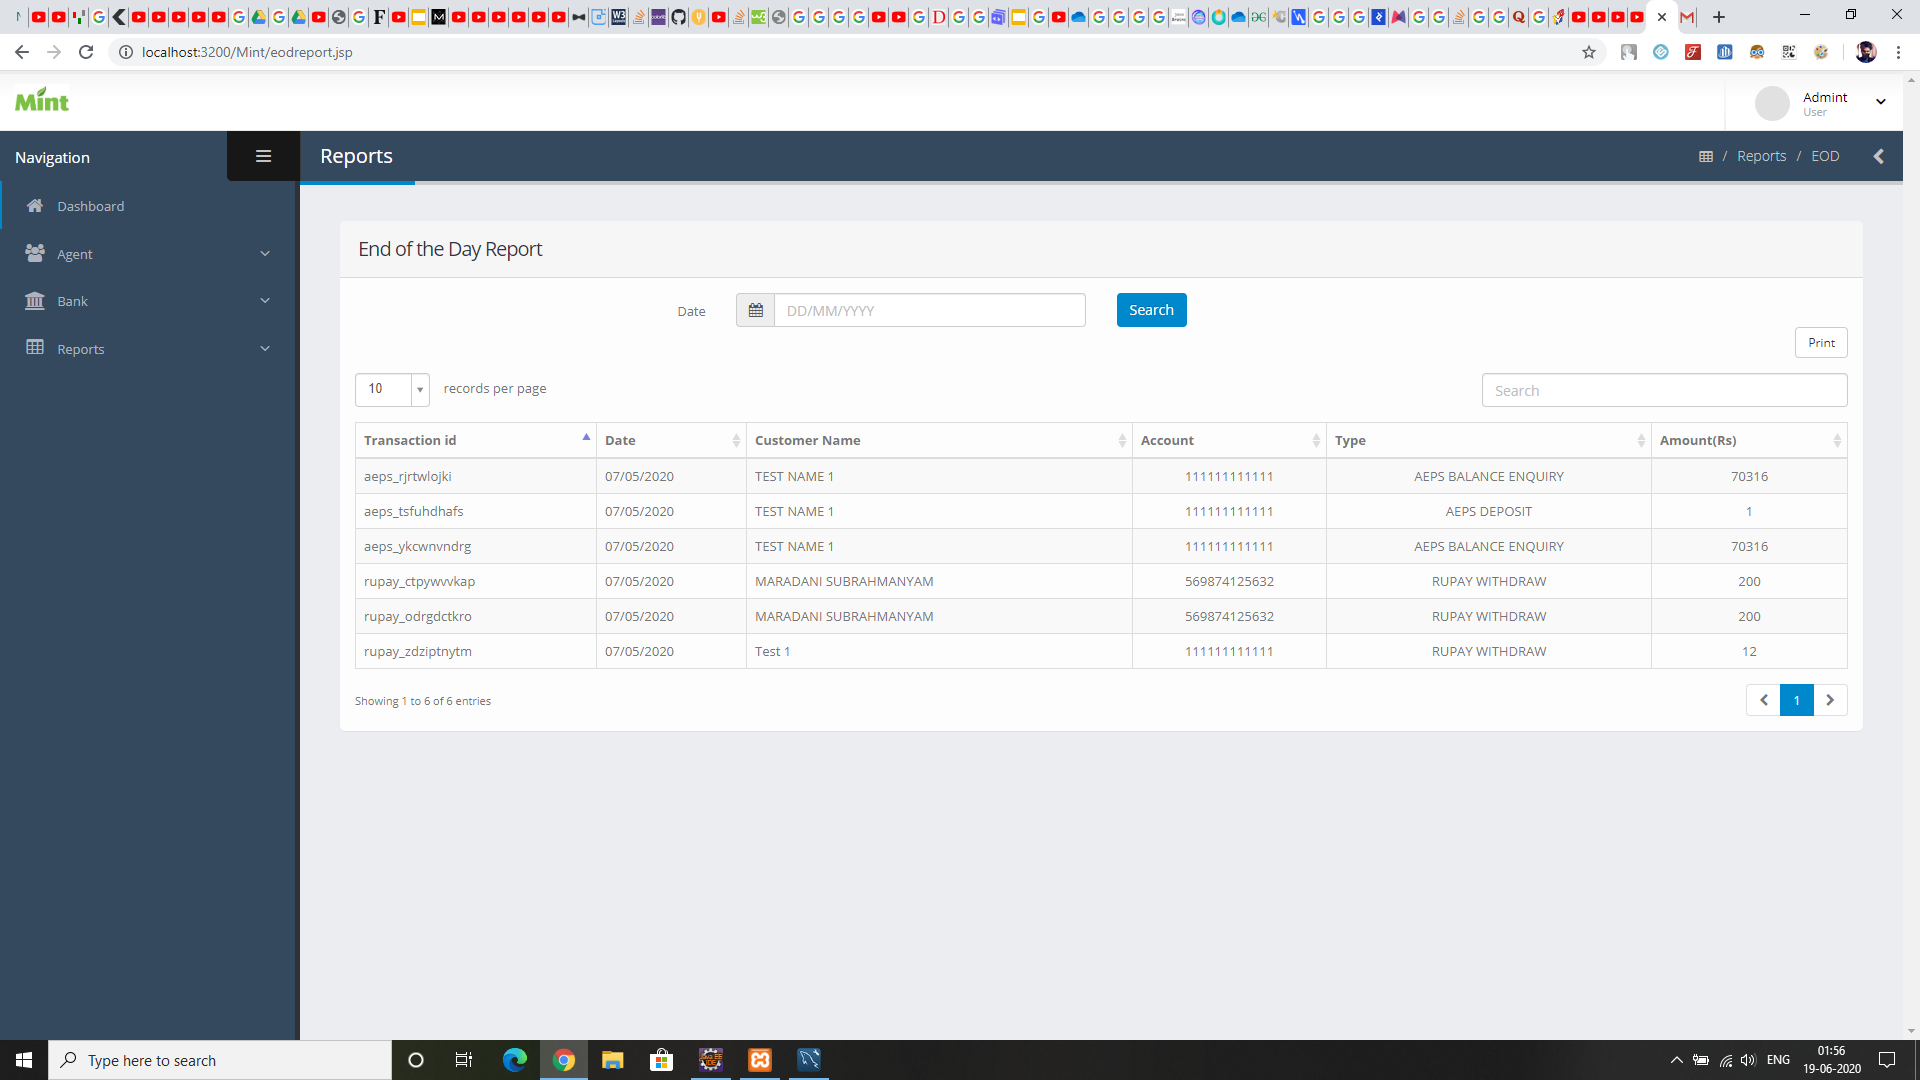 localhost:3200/Mint/eodreport.jsp
Mint
Admint
User
Navigation
Reports
/ Reports / EOD
Dashboard
Agent
Bank
Reports
End of the Day Report
Date DD/MM/YYYY Search
Print
10 records per page Search
Transaction id Date Customer Name Account Type Amount(Rs)
aeps_rjrtwlojki 07/05/2020 TEST NAME 1 111111111111 AEPS BALANCE ENQUIRY 70316
aeps_tsfuhdhafs 07/05/2020 TEST NAME 1 111111111111 AEPS DEPOSIT 1
aeps_ykcwnvndrg 07/05/2020 TEST NAME 1 111111111111 AEPS BALANCE ENQUIRY 70316
rupay_ctpywvvkap 07/05/2020 MARADANI SUBRAHMANYAM 569874125632 RUPAY WITHDRAW 200
rupay_odrgdctkro 07/05/2020 MARADANI SUBRAHMANYAM 569874125632 RUPAY WITHDRAW 200
rupay_zdziptnytm 07/05/2020 Test 1 111111111111 RUPAY WITHDRAW 12
Showing 1 to 6 of 6 entries 1
Type here to search
ENG
01:56
19-06-2020